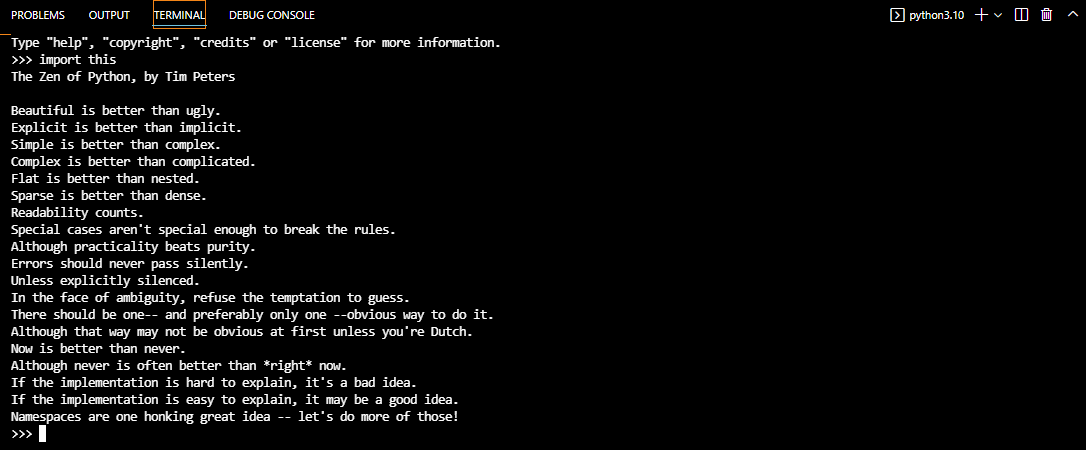 PROBLEMS OUTPUT TERMINAL DEBUG CONSOLE python3.10
Type "help", "copyright", "credits" or "license" for more information.
>>> import this
The Zen of Python, by Tim Peters

Beautiful is better than ugly.
Explicit is better than implicit.
Simple is better than complex.
Complex is better than complicated.
Flat is better than nested.
Sparse is better than dense.
Readability counts.
Special cases aren't special enough to break the rules.
Although practicality beats purity.
Errors should never pass silently.
Unless explicitly silenced.
In the face of ambiguity, refuse the temptation to guess.
There should be one-- and preferably only one --obvious way to do it.
Although that way may not be obvious at first unless you're Dutch.
Now is better than never.
Although never is often better than *right* now.
If the implementation is hard to explain, it's a bad idea.
If the implementation is easy to explain, it may be a good idea.
Namespaces are one honking great idea -- let's do more of those!
>>>